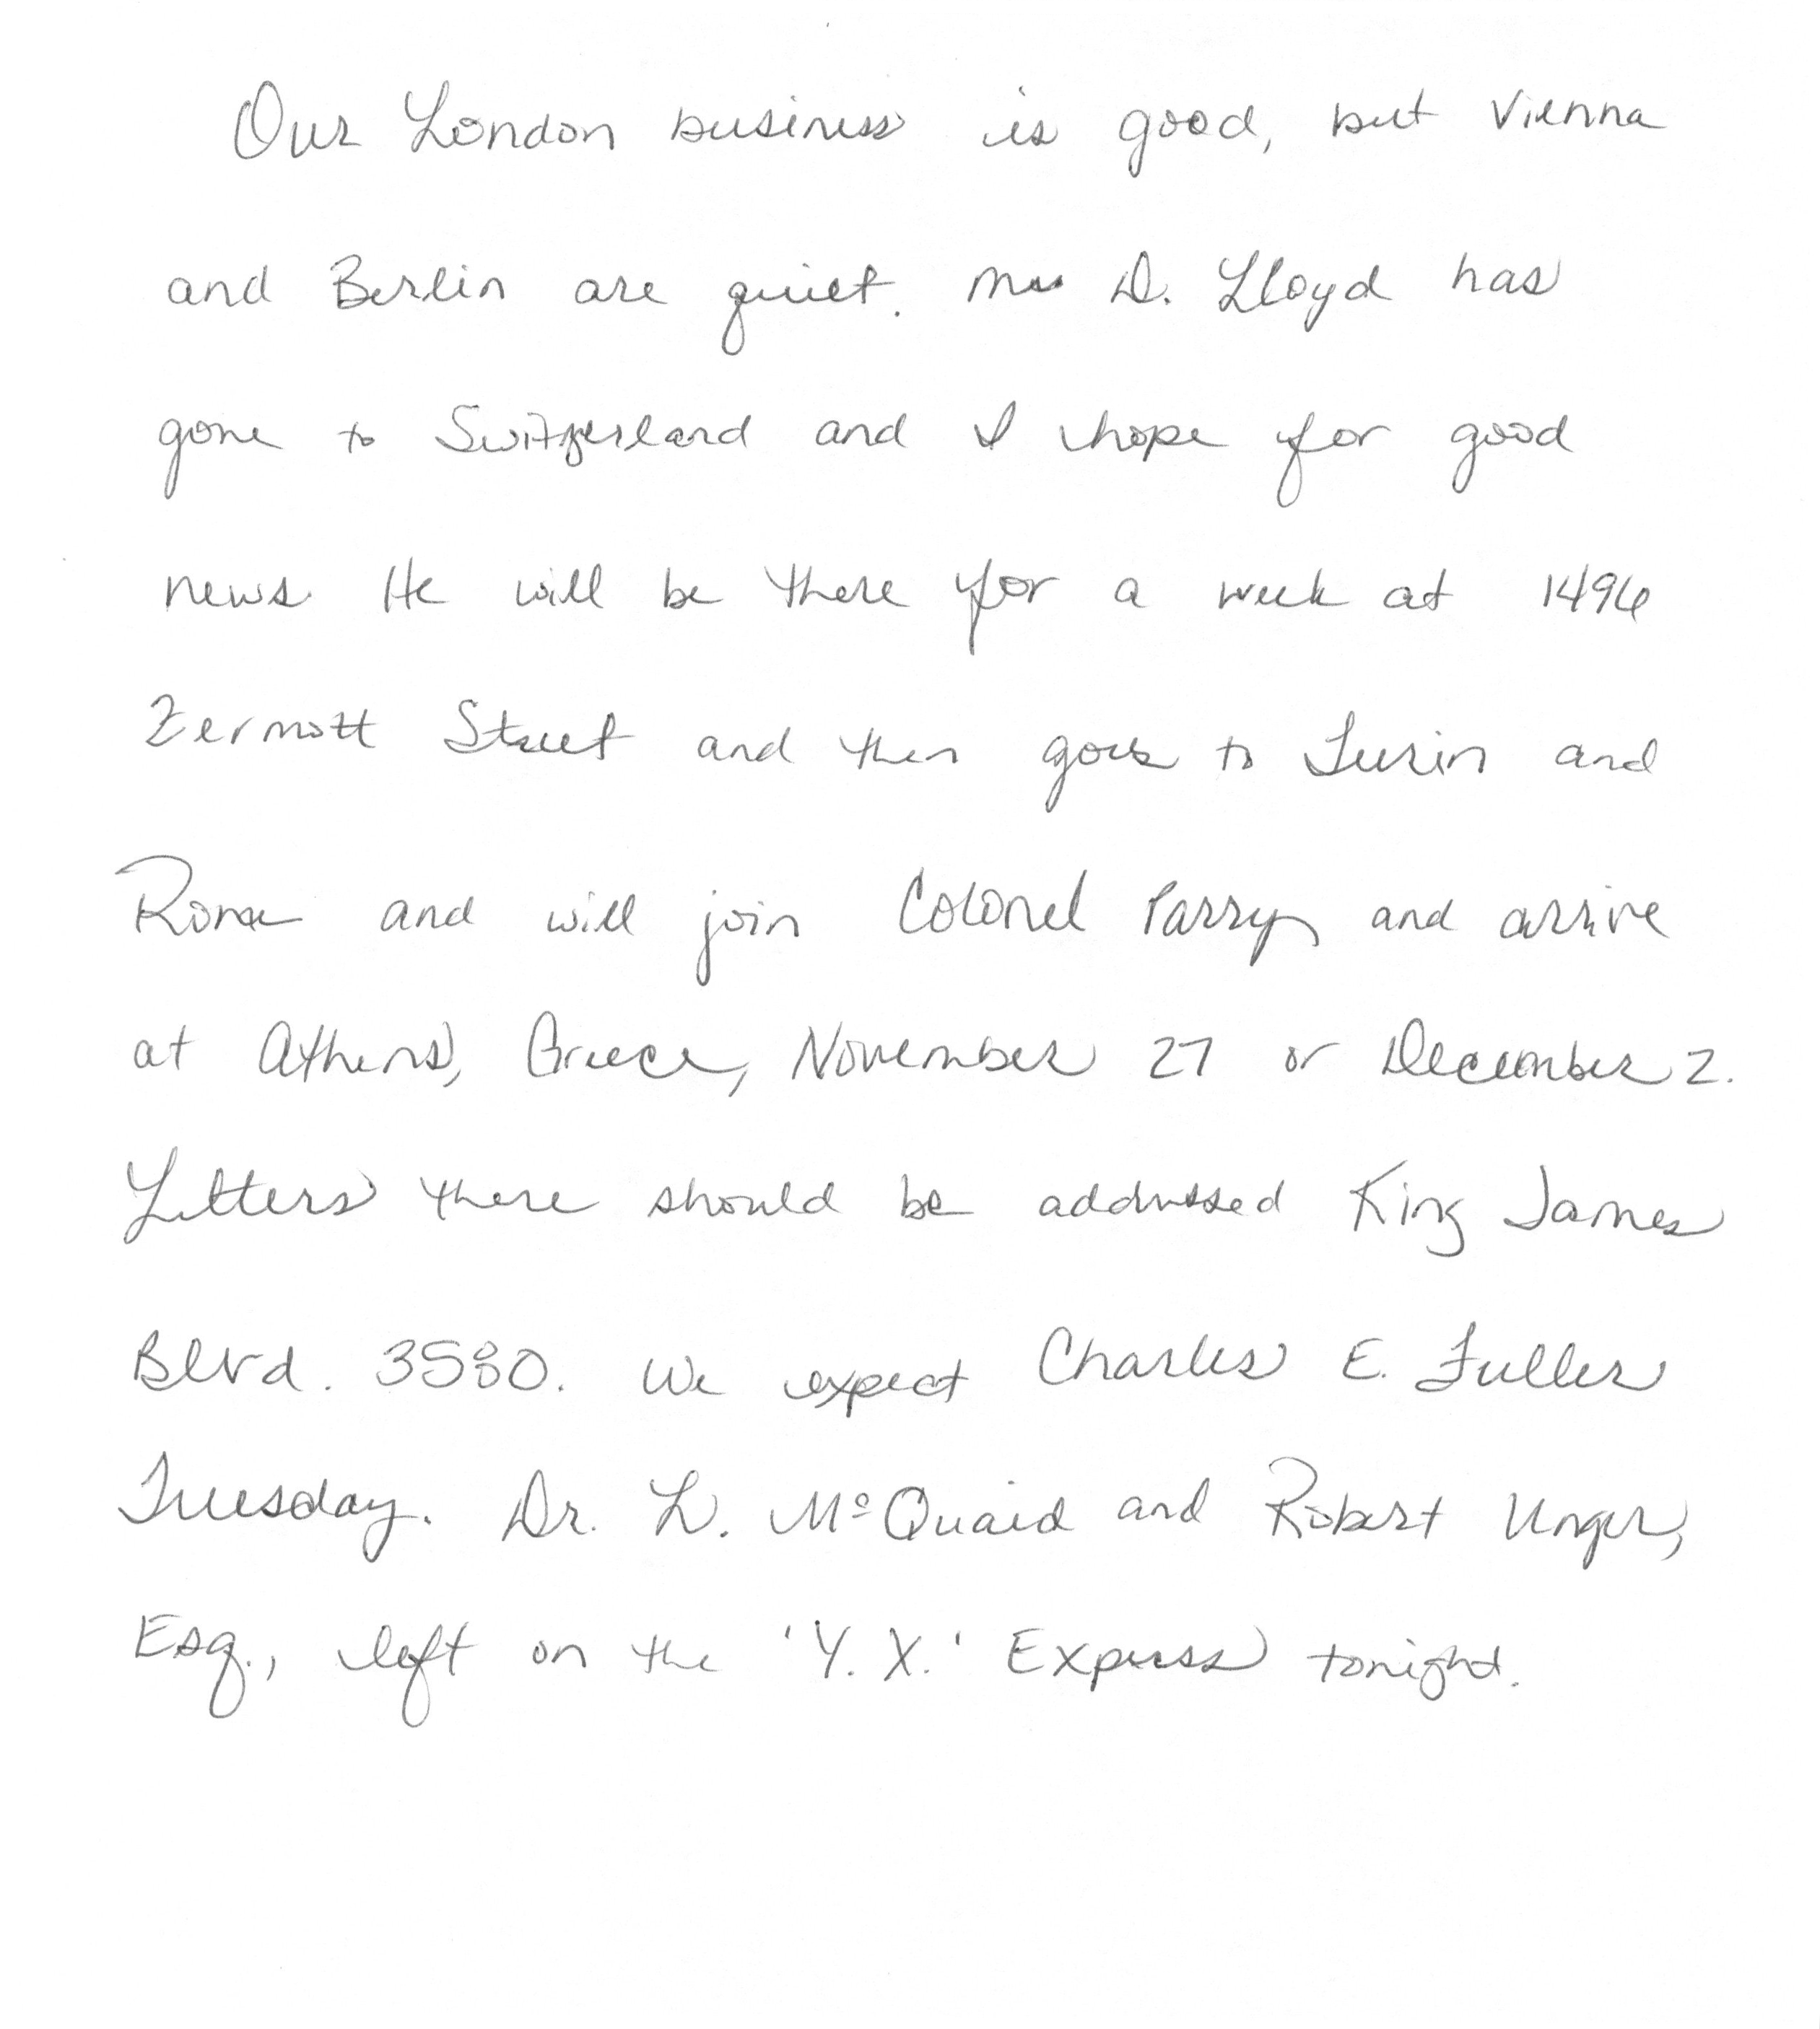 Our London business is good, but Vienna
and Berlin are quiet. Mr. D. Lloyd has
gone to Switzerland and I hope for good
news. He will be there for a week at 1496
Zermott Street and then goes to Turin and
Rome and will join Colonel Parry and arrive
at Athens, Greece, November 27 or December 2.
Letters there should be addressed King James
Blvd. 3580. We expect Charles E. Fuller
Tuesday. Dr. L. McQuaid and Robert Unger,
Esq., left on the 'Y. X.' Express tonight.